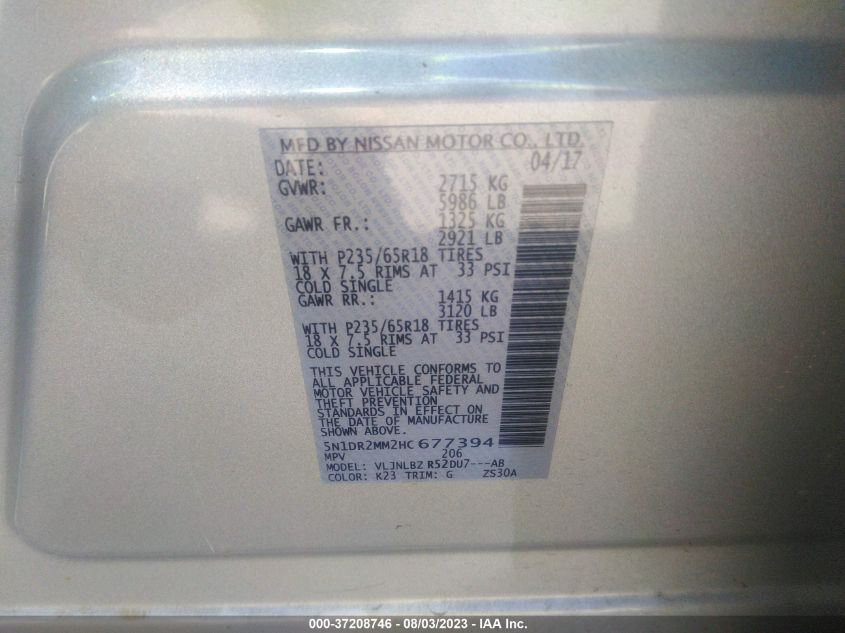 MFD BY NISSAN MOTOR CO., LTD.
DATE: 04/17
GVWR: 2715 KG
5986 LB
GAWR FR.: 1325 KG
2921 LB
WITH P235/65R18 TIRES
18 X 7.5 RIMS AT 33 PSI
COLD SINGLE
GAWR RR.: 1415 KG
3120 LB
WITH P235/65R18 TIRES
18 X 7.5 RIMS AT 33 PSI
COLD SINGLE
THIS VEHICLE CONFORMS TO
ALL APPLICABLE FEDERAL
MOTOR VEHICLE SAFETY AND
THEFT PREVENTION
STANDARDS IN EFFECT ON
THE DATE OF MANUFACTURE
SHOWN ABOVE.
5N1DR2MM2HC677394
MPV 206
MODEL: VLJNLBZ R52DU7---AB
COLOR: K23 TRIM: G ZS30A
000-37208746 - 08/03/2023 - IAA Inc.